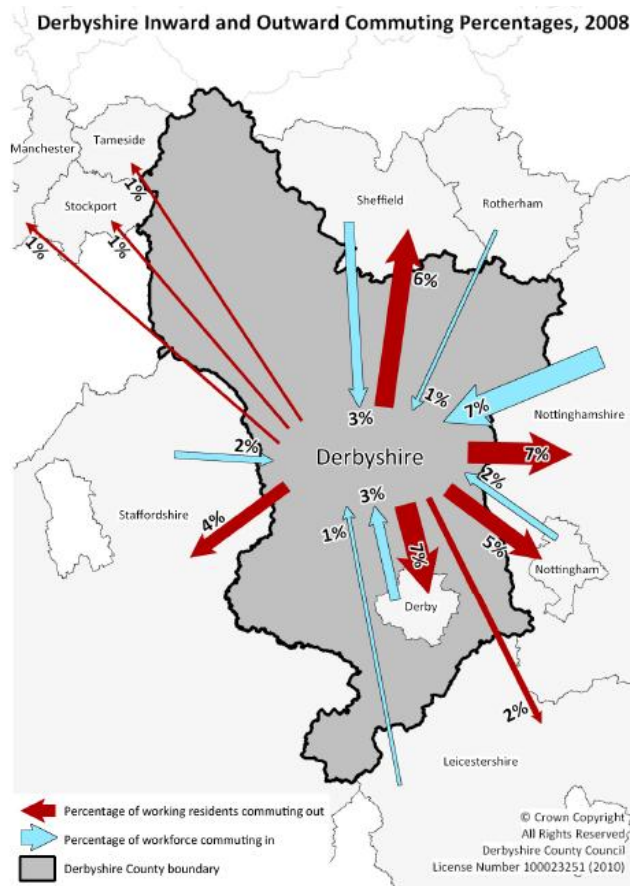 Derbyshire Inward and Outward Commuting Percentages, 2008
Tameside
Manchester
1%
Stockport
1%
1%
Sheffield
Rotherham
6%
3%
1%
7%
Nottinghamshire
Derbyshire
7%
2%
2%
Staffordshire
4%
3%
1%
7%
5%
Nottingham
Derby
2%
Leicestershire
Percentage of working residents commuting out
Percentage of workforce commuting in
Derbyshire County boundary
© Crown Copyright
All Rights Reserved
Derbyshire County Council
License Number 100023251 (2010)